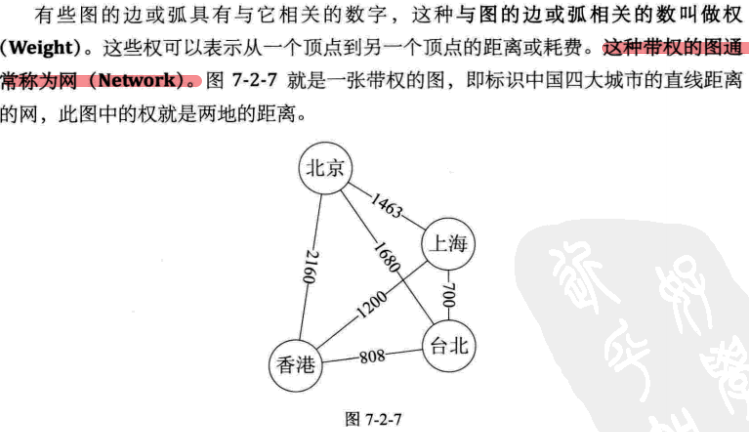 有些图的边或弧具有与它相关的数字，这种与图的边或弧相关的数叫做权
(Weight)。这些权可以表示从一个顶点到另一个顶点的距离或耗费。这种带权的图通
常称为网（Network）。图 7-2-7 就是一张带权的图，即标识中国四大城市的直线距离
的网，此图中的权就是两地的距离。
北京
1463
上海
2160
1680
700
1200
香港
808
台北
图 7-2-7